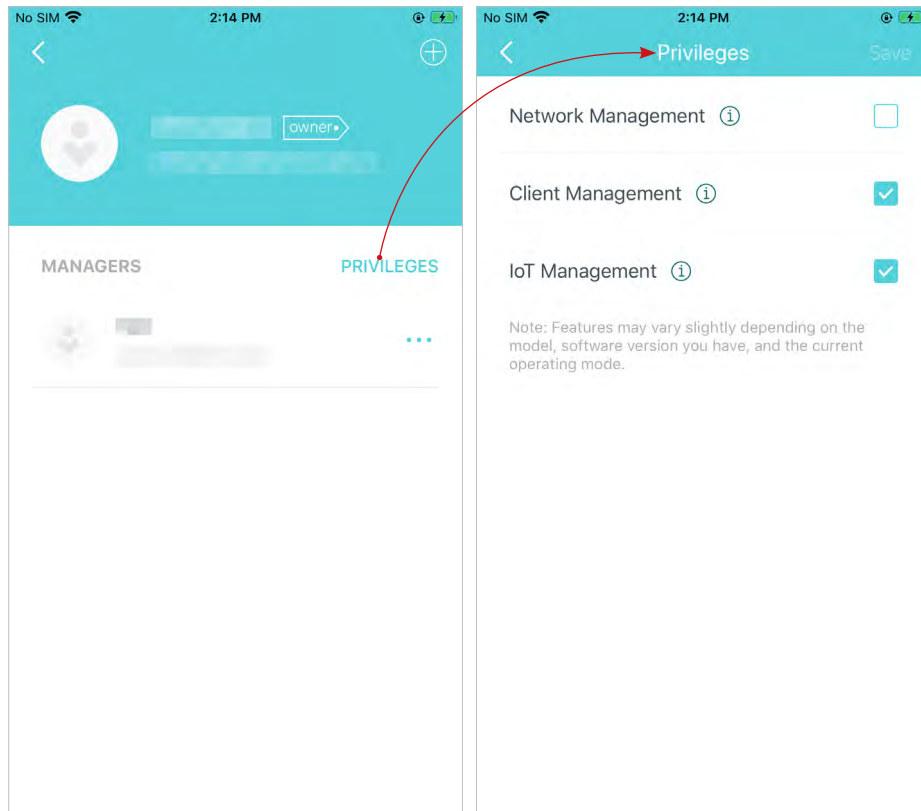 No SIM 2:14 PM
owner
MANAGERS PRIVILEGES
No SIM 2:14 PM
Privileges Save
Network Management
Client Management
IoT Management
Note: Features may vary slightly depending on the
model, software version you have, and the current
operating mode.